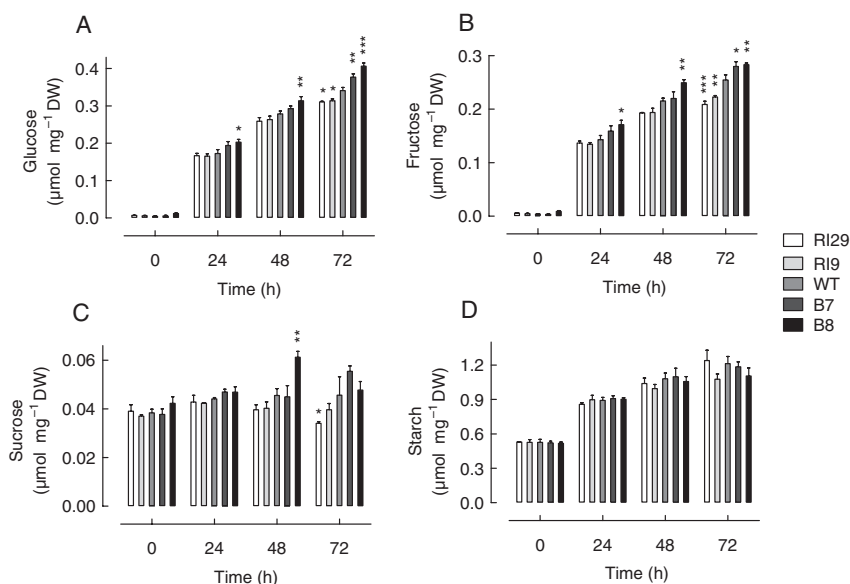 A
Glucose
(μmol mg⁻¹ DW)
0.4
0.3
0.2
0.1
0.0
*
**
* * ** ***
0 24 48 72
Time (h)
B
Fructose
(μmol mg⁻¹ DW)
0.3
0.2
0.1
0.0
*
**
*** ** * **
0 24 48 72
Time (h)
RI29
RI9
WT
B7
B8
C
Sucrose
(μmol mg⁻¹ DW)
0.06
0.04
0.02
0.00
**
*
0 24 48 72
Time (h)
D
Starch
(μmol mg⁻¹ DW)
1.2
0.9
0.6
0.3
0.0
0 24 48 72
Time (h)